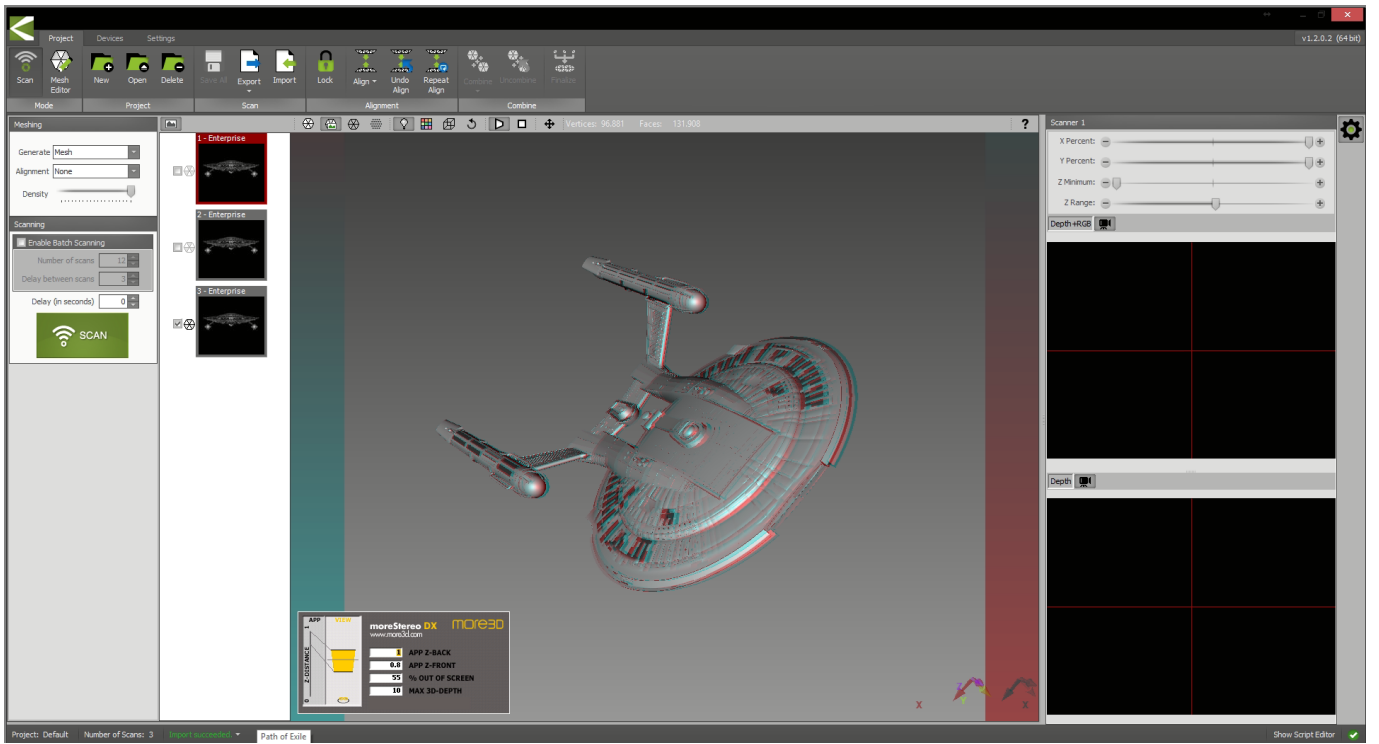 Project Devices Settings
v1.2.0.2 (64 bit)
Scan Mesh Editor New Open Delete Save All Export Import Lock Align Undo Align Repeat Align Combine Uncombine Finalize
Mode Project Scan Alignment Combine
Meshing
Generate Mesh
Alignment None
Density
Scanning
Enable Batch Scanning
Number of scans 12
Delay between scans 3
Delay (in seconds) 0
SCAN
1 - Enterprise
2 - Enterprise
3 - Enterprise
Vertices: 96.881 Faces: 131.908
?
APP VIEW
1
Z-DISTANCE
0
moreStereo DX more3D
www.more3d.com
1 APP Z-BACK
0.8 APP Z-FRONT
55 % OUT OF SCREEN
10 MAX 3D-DEPTH
X Z Y X
Scanner 1
X Percent:
Y Percent:
Z Minimum:
Z Range:
Depth+RGB
Depth
Project: Default Number of Scans: 3 Import succeeded.
Path of Exile
Show Script Editor